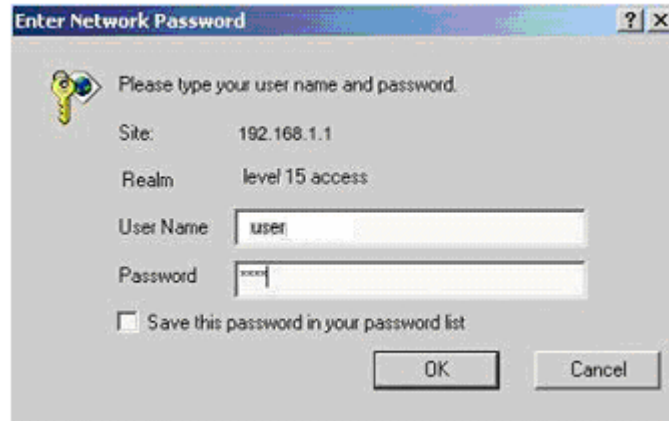 Enter Network Password
? X
Please type your user name and password.
Site: 192.168.1.1
Realm level 15 access
User Name user
Password ****
Save this password in your password list
OK Cancel